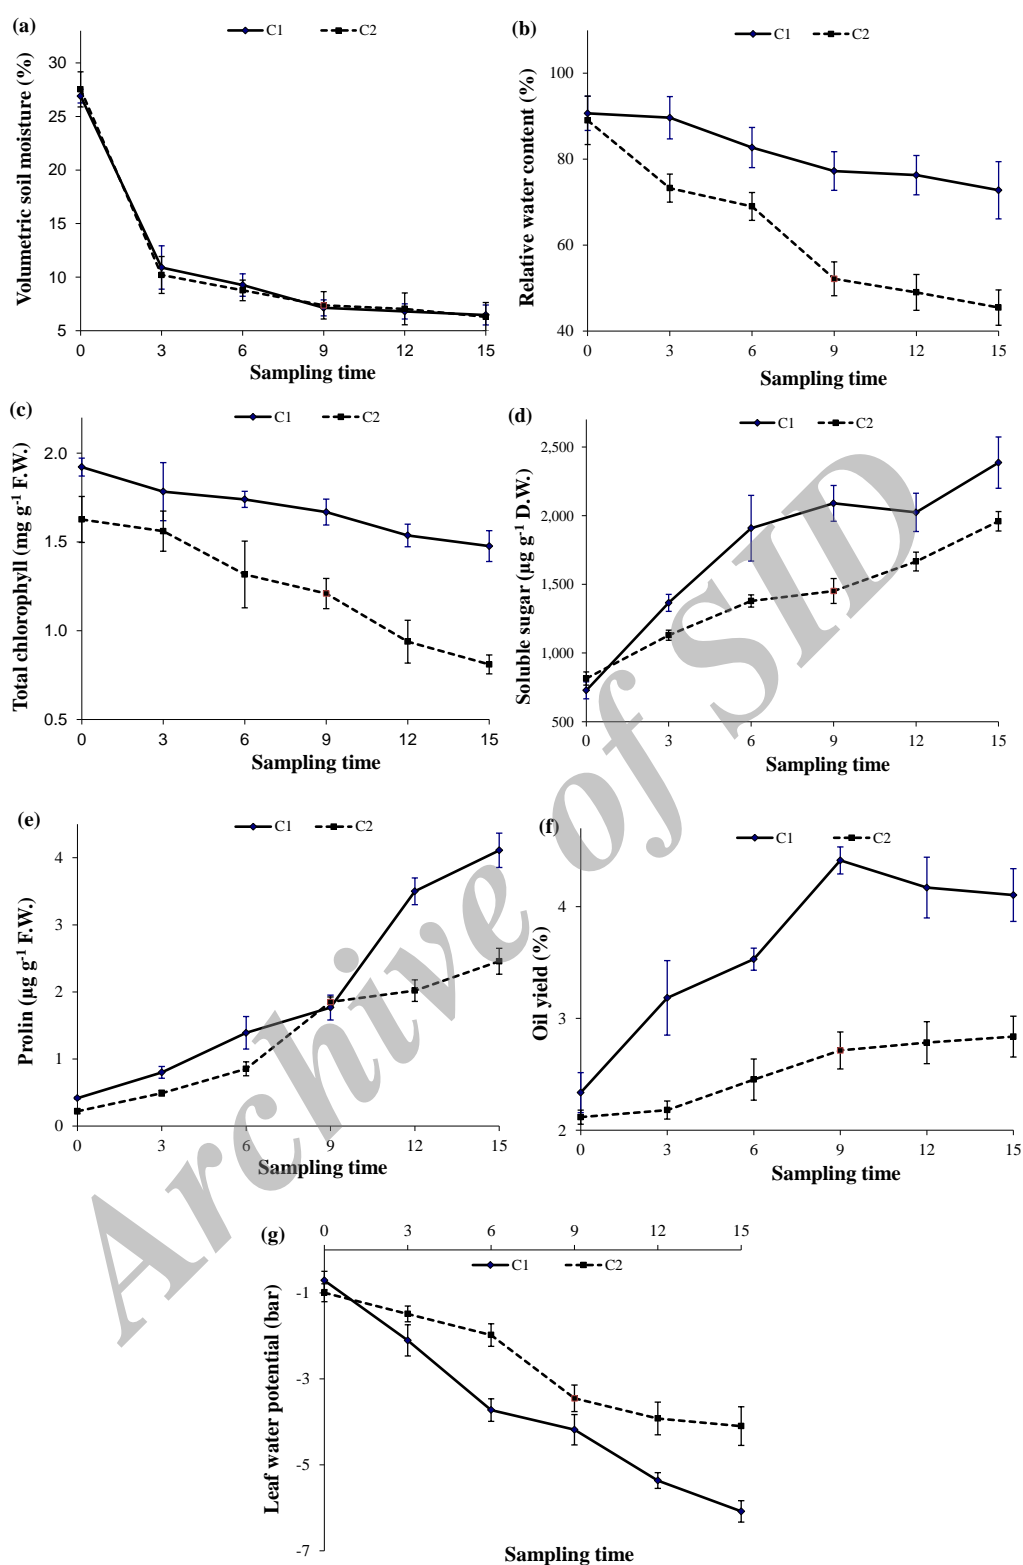 (a)
C1
C2
Volumetric soil moisture (%)
30
25
20
15
10
5
0
3
6
9
12
15
Sampling time
(b)
C1
C2
Relative water content (%)
100
80
60
40
0
3
6
9
12
15
Sampling time
(c)
C1
C2
Total chlorophyll (mg g-1 F.W.)
2.0
1.5
1.0
0.5
0
3
6
9
12
15
Sampling time
(d)
C1
C2
Soluble sugar (µg g-1 D.W.)
2,500
2,000
1,500
1,000
500
0
3
6
9
12
15
Sampling time
(e)
C1
C2
Prolin (µg g-1 F.W.)
4
3
2
1
0
0
3
6
9
12
15
Sampling time
(f)
C1
C2
Oil yield (%)
4
3
2
0
3
6
9
12
15
Sampling time
(g)
0
3
6
9
12
15
C1
C2
Leaf water potential (bar)
-1
-3
-5
-7
Sampling time
Archive of SID